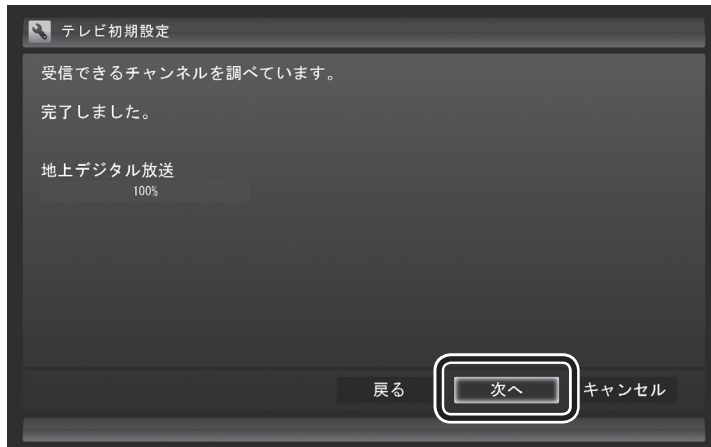 テレビ初期設定
受信できるチャンネルを調べています。
完了しました。
地上デジタル放送
100%
戻る 次へ キャンセル